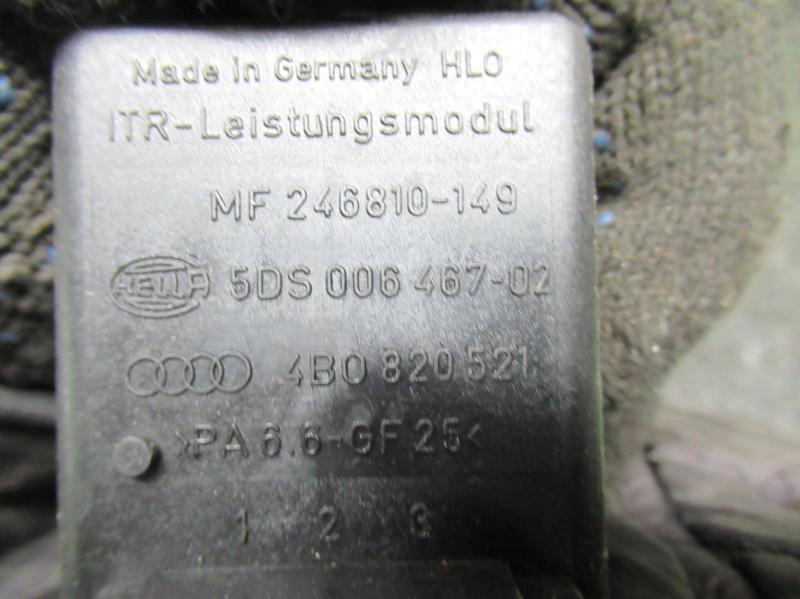 Made in Germany HLO
ITR-Leistungsmodul
MF 246810-149
HELLA 5DS 006 467-02
4B0 820 521
>PA 6.6-GF 25<
1 2 3